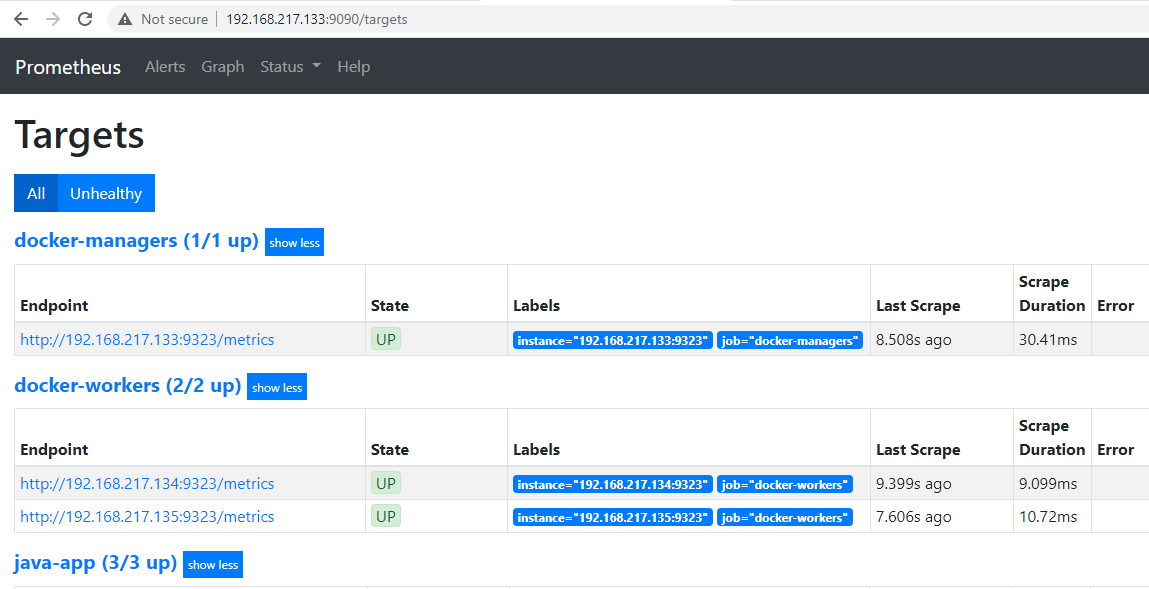 Not secure 192.168.217.133:9090/targets
Prometheus Alerts Graph Status Help
Targets
All Unhealthy
docker-managers (1/1 up) show less
Endpoint State Labels Last Scrape Scrape Duration Error
http://192.168.217.133:9323/metrics UP instance="192.168.217.133:9323" job="docker-managers" 8.508s ago 30.41ms
docker-workers (2/2 up) show less
Endpoint State Labels Last Scrape Scrape Duration Error
http://192.168.217.134:9323/metrics UP instance="192.168.217.134:9323" job="docker-workers" 9.399s ago 9.099ms
http://192.168.217.135:9323/metrics UP instance="192.168.217.135:9323" job="docker-workers" 7.606s ago 10.72ms
java-app (3/3 up) show less